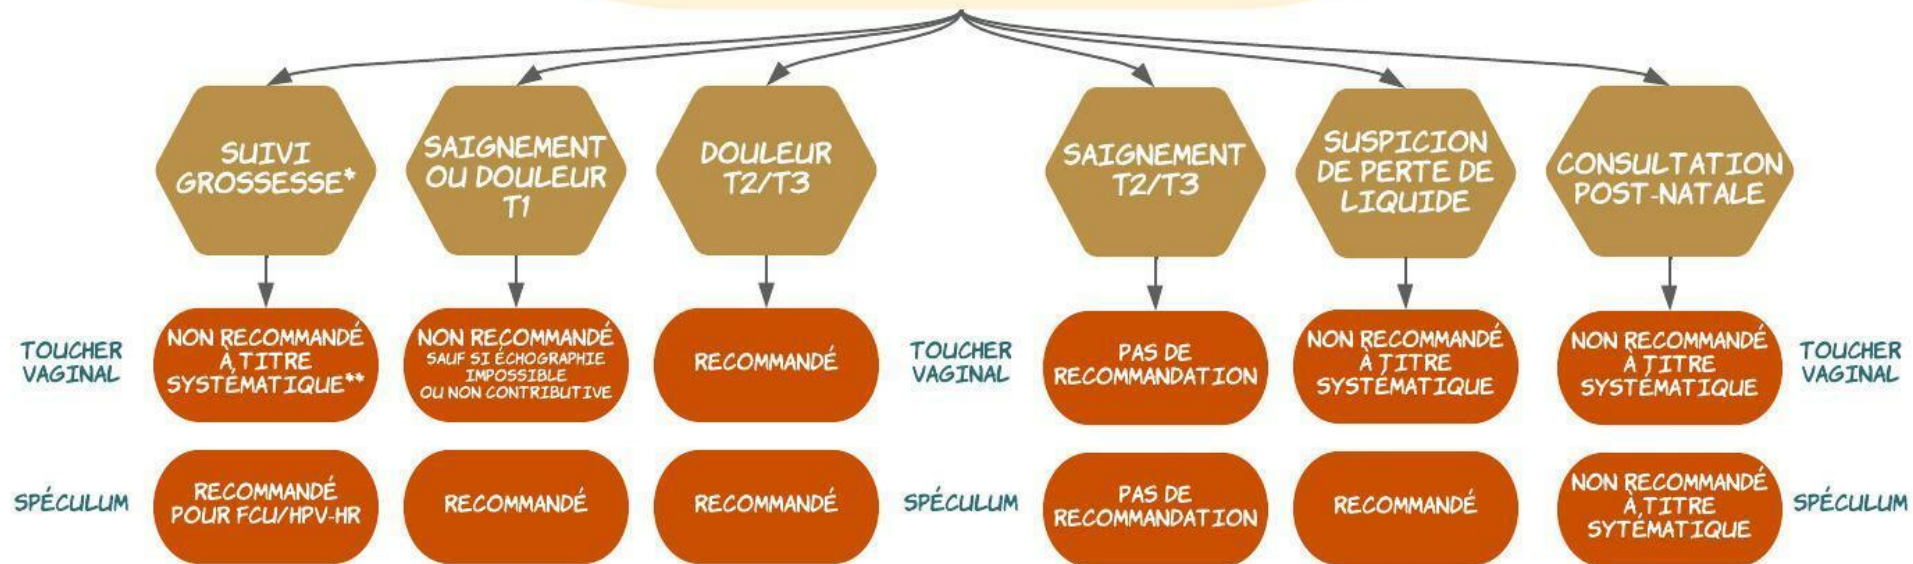 SUIVI
GROSSESSE*
SAIGNEMENT
OU DOULEUR
T1
DOULEUR
T2/T3
SAIGNEMENT
T2/T3
SUSPICION
DE PERTE DE
LIQUIDE
CONSULTATION
POST-NATALE
TOUCHER
VAGINAL
NON RECOMMANDÉ
À TITRE
SYSTÉMATIQUE**
NON RECOMMANDÉ
SAUF SI ÉCHOGRAPHIE
IMPOSSIBLE
OU NON CONTRIBUTIVE
RECOMMANDÉ
TOUCHER
VAGINAL
PAS DE
RECOMMANDATION
NON RECOMMANDÉ
À TITRE
SYSTÉMATIQUE
NON RECOMMANDÉ
À TITRE
SYSTÉMATIQUE
TOUCHER
VAGINAL
SPÉCULUM
RECOMMANDÉ
POUR FCU/HPV-HR
RECOMMANDÉ
RECOMMANDÉ
SPÉCULUM
PAS DE
RECOMMANDATION
RECOMMANDÉ
NON RECOMMANDÉ
À TITRE
SYTÉMATIQUE
SPÉCULUM